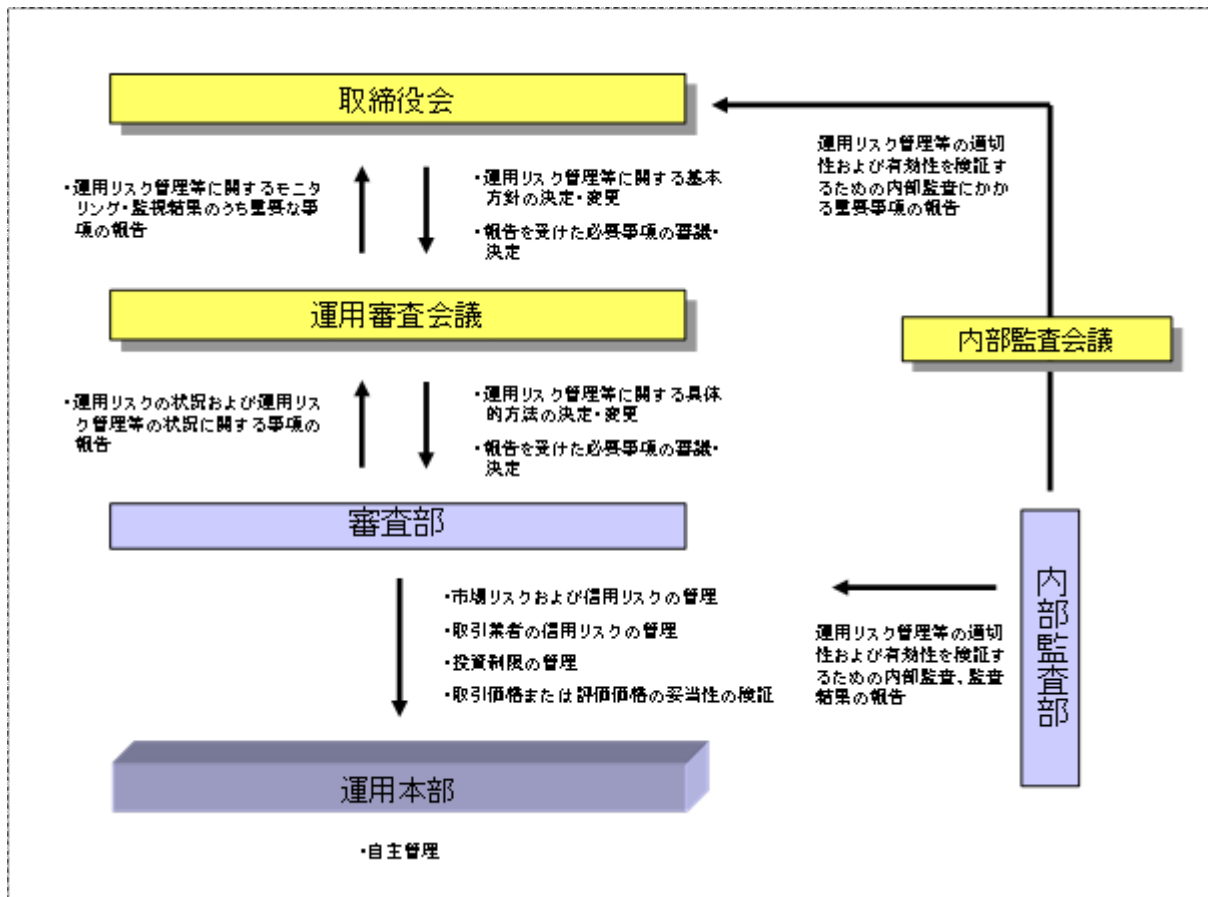 取締役会
運用リスク管理等の適切
性および有効性を検証す
るための内部監査にかか
る重要事項の報告
・運用リスク管理等に関するモニタ
リング・監視結果のうち重要な事
項の報告
・運用リスク管理等に関する基本
方針の決定・変更
・報告を受けた必要事項の審議・
決定
運用審査会議
内部監査会議
・運用リスクの状況および運用リス
ク管理等の状況に関する事項の
報告
・運用リスク管理等に関する具体
的方法の決定・変更
・報告を受けた必要事項の審議・
決定
審査部
内部監査部
・市場リスクおよび信用リスクの管理
・取引業者の信用リスクの管理
・投資制限の管理
・取引価格または評価価格の妥当性の検証
運用リスク管理等の適切
性および有効性を検証す
るための内部監査、監査
結果の報告
運用本部
・自主管理